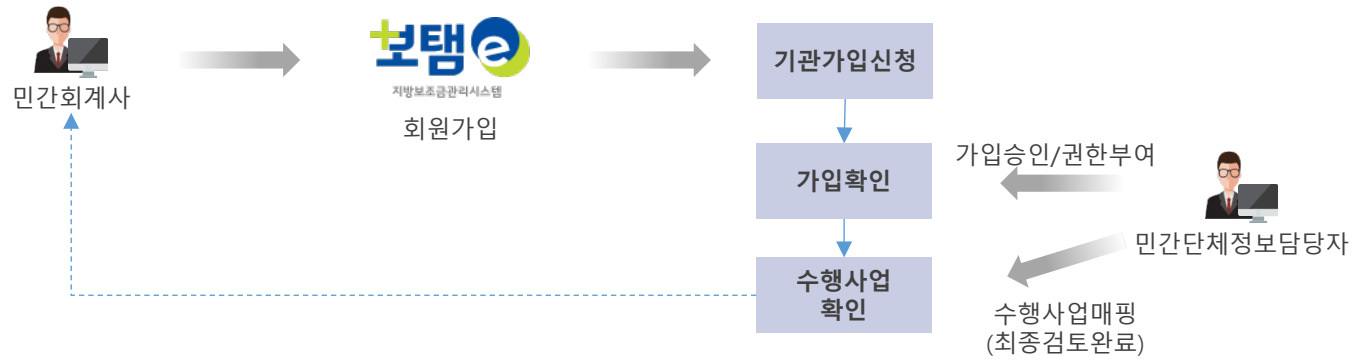 민간회계사
보탬e
지방보조금관리시스템
회원가입
기관가입신청
가입확인
수행사업
확인
가입승인/권한부여
민간단체정보담당자
수행사업매핑
(최종검토완료)